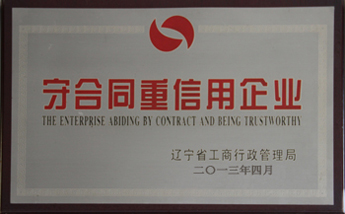 守合同重信用企业
THE ENTERPRISE ABIDING BY CONTRACT AND BEING TRUSTWORTHY
辽宁省工商行政管理局
二〇一三年四月